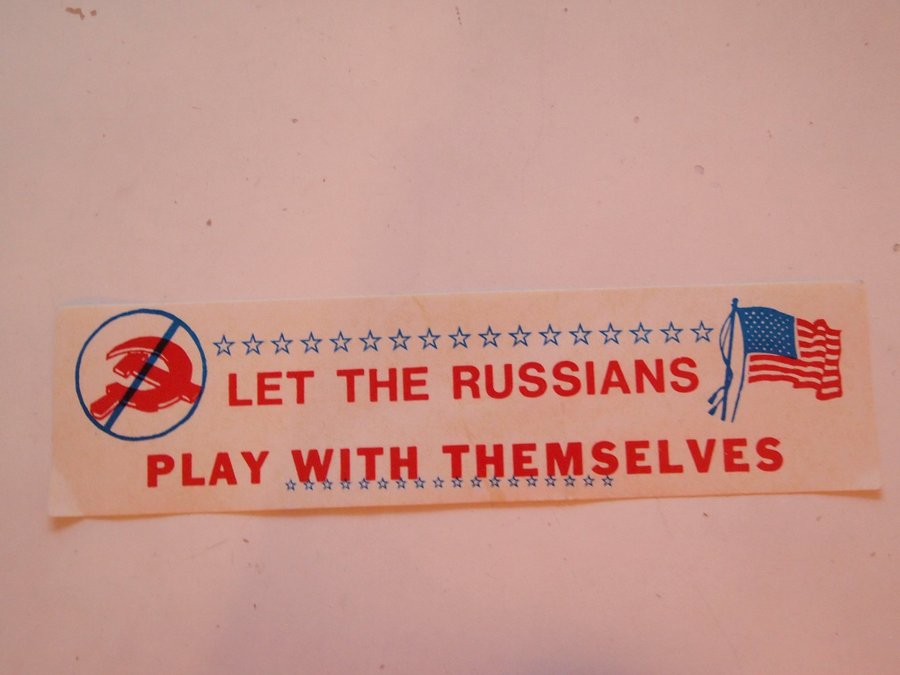 LET THE RUSSIANS
PLAY WITH THEMSELVES